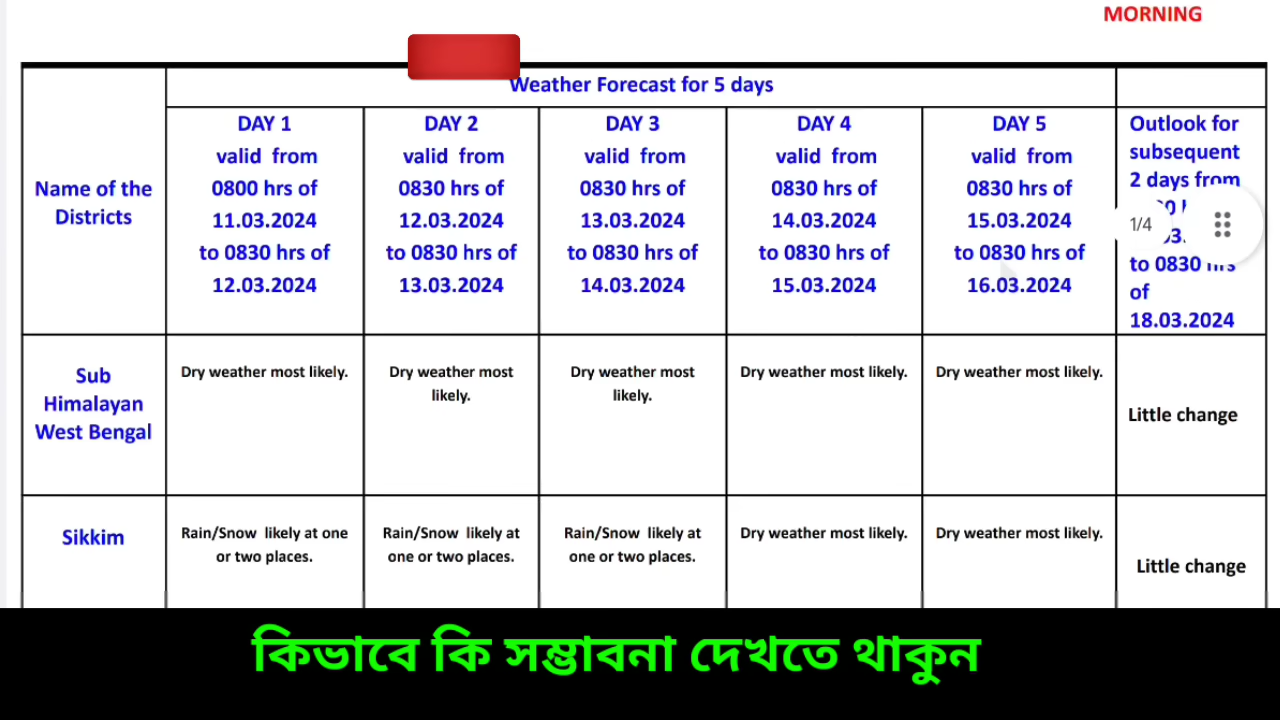 MORNING
Weather Forecast for 5 days
Name of the
Districts
DAY 1
valid from
0800 hrs of
11.03.2024
to 0830 hrs of
12.03.2024
DAY 2
valid from
0830 hrs of
12.03.2024
to 0830 hrs of
13.03.2024
DAY 3
valid from
0830 hrs of
13.03.2024
to 0830 hrs of
14.03.2024
DAY 4
valid from
0830 hrs of
14.03.2024
to 0830 hrs of
15.03.2024
DAY 5
valid from
0830 hrs of
15.03.2024
to 0830 hrs of
16.03.2024
Outlook for
subsequent
2 days from
to 0830 hrs
of
18.03.2024
1/4
Sub
Himalayan
West Bengal
Dry weather most likely.
Dry weather most
likely.
Dry weather most
likely.
Dry weather most likely.
Dry weather most likely.
Little change
Sikkim
Rain/Snow likely at one
or two places.
Rain/Snow likely at
one or two places.
Rain/Snow likely at
one or two places.
Dry weather most likely.
Dry weather most likely.
Little change
কিভাবে কি সম্ভাবনা দেখতে থাকুন